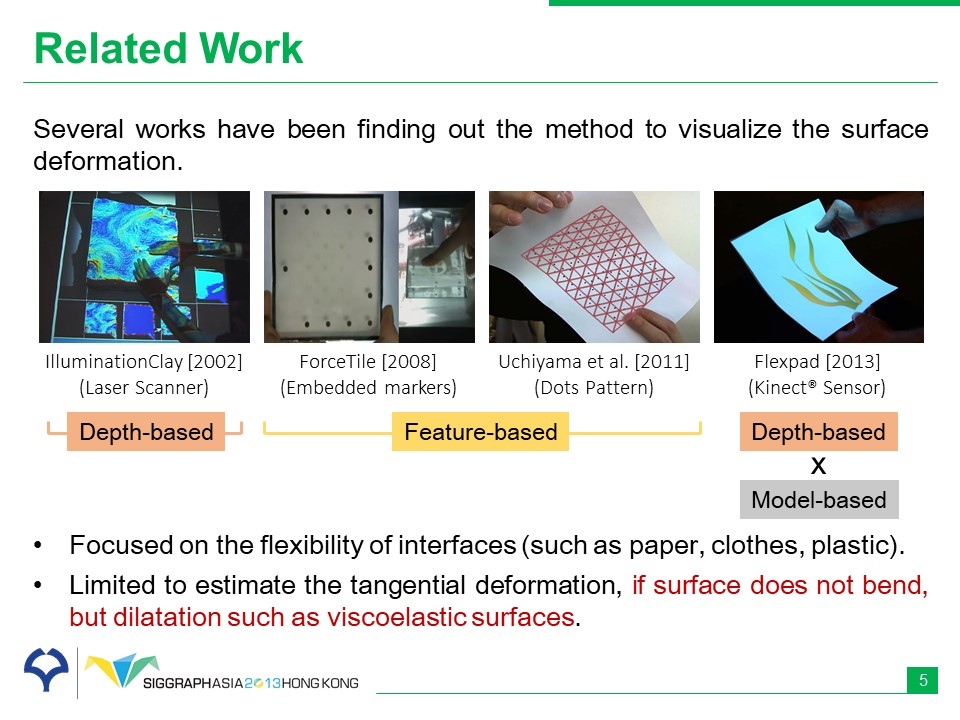 Related Work
Several works have been finding out the method to visualize the surface
deformation.
IlluminationClay [2002]
(Laser Scanner)
ForceTile [2008]
(Embedded markers)
Uchiyama et al. [2011]
(Dots Pattern)
Flexpad [2013]
(Kinect® Sensor)
Depth-based
Feature-based
Depth-based
x
Model-based
• Focused on the flexibility of interfaces (such as paper, clothes, plastic).
• Limited to estimate the tangential deformation, if surface does not bend,
but dilatation such as viscoelastic surfaces.
SIGGRAPHASIA2013HONG KONG
5